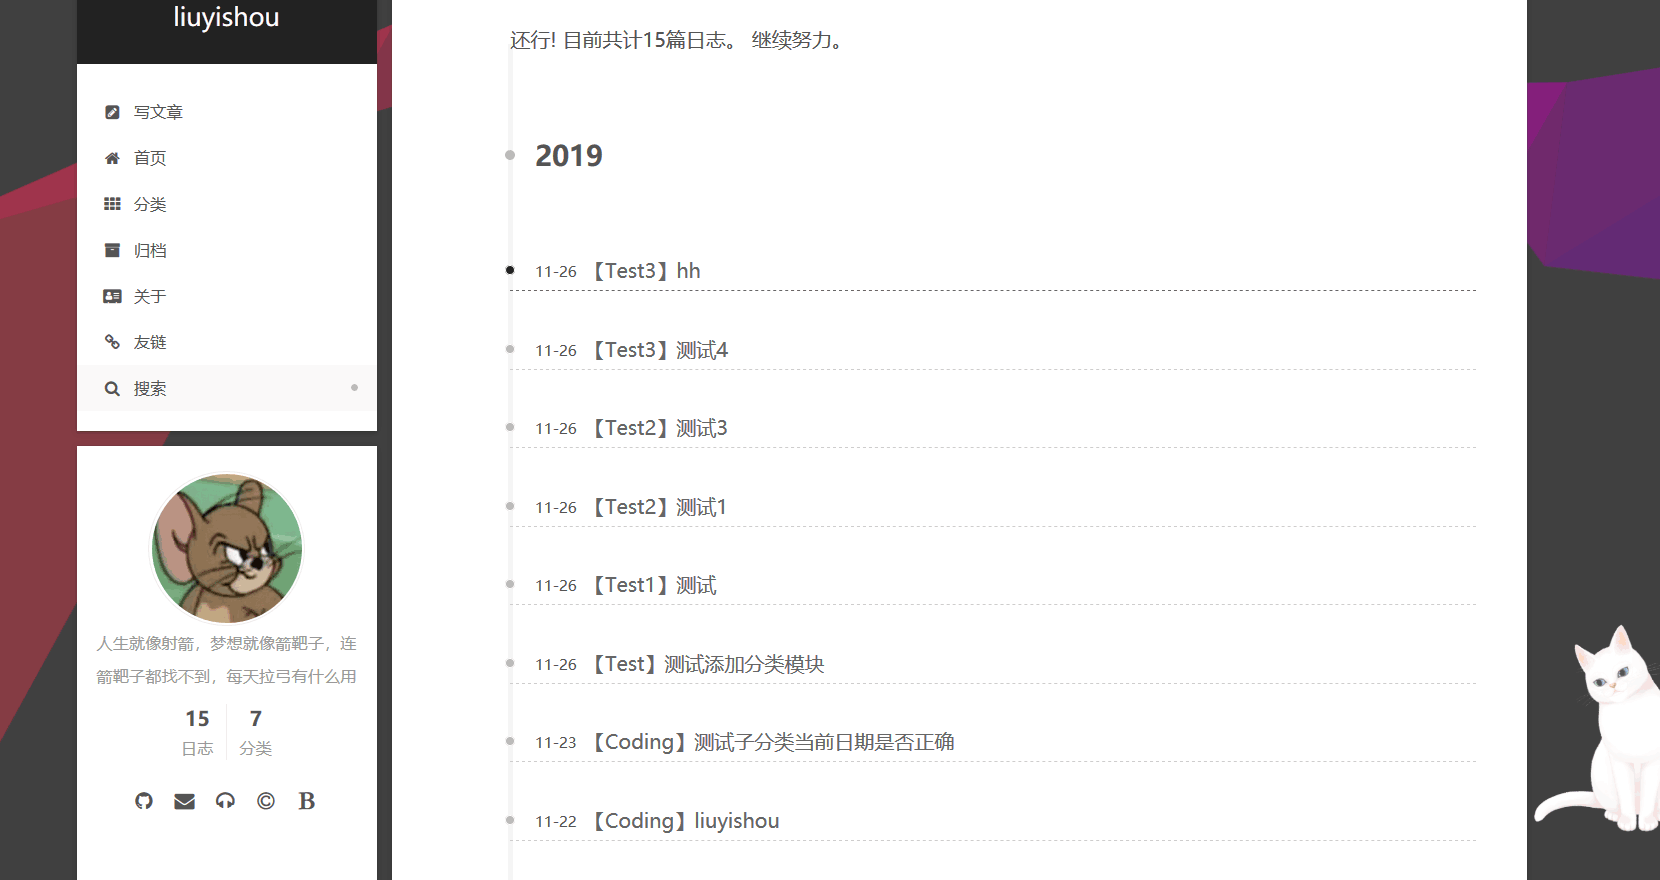 liuyishou
写文章
首页
分类
归档
关于
友链
搜索
人生就像射箭，梦想就像箭靶子，连
箭靶子都找不到，每天拉弓有什么用
15 7
日志 分类
B
还行! 目前共计15篇日志。 继续努力。
2019
11-26 【Test3】hh
11-26 【Test3】测试4
11-26 【Test2】测试3
11-26 【Test2】测试1
11-26 【Test1】测试
11-26 【Test】测试添加分类模块
11-23 【Coding】测试子分类当前日期是否正确
11-22 【Coding】liuyishou